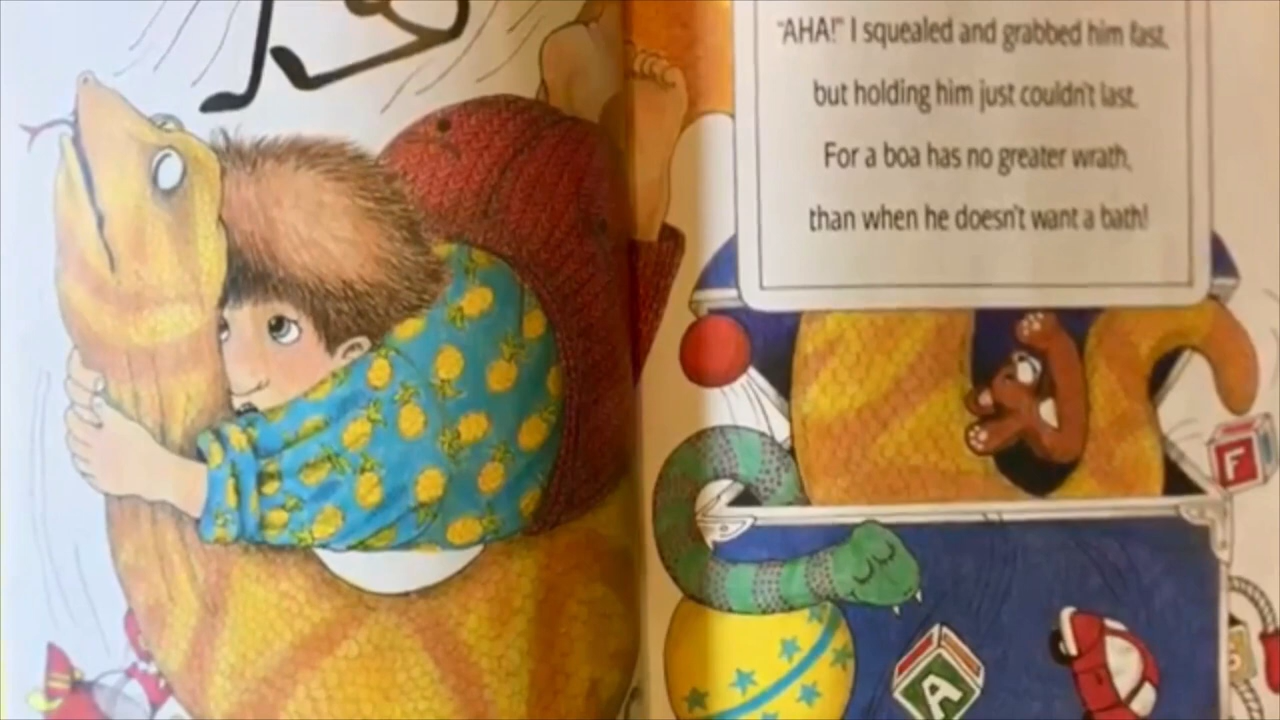 "AHA!" I squealed and grabbed him fast,
but holding him just couldn't last.
For a boa has no greater wrath,
than when he doesn't want a bath!
F
A
B